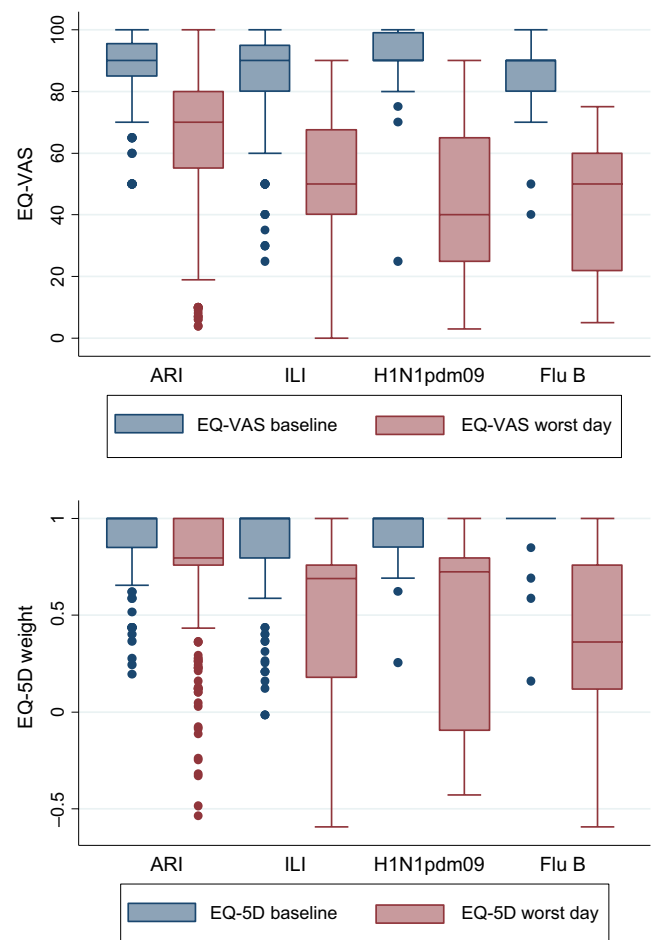 100
80
60
40
20
0
EQ-VAS
ARI ILI H1N1pdm09 Flu B
EQ-VAS baseline EQ-VAS worst day
1
0.5
0
−0.5
EQ-5D weight
ARI ILI H1N1pdm09 Flu B
EQ-5D baseline EQ-5D worst day